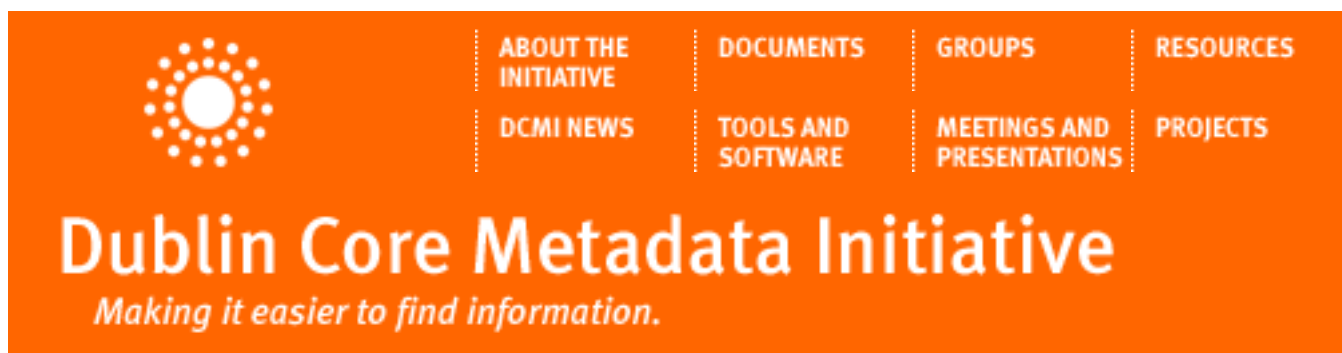 ABOUT THE
INITIATIVE
DOCUMENTS
GROUPS
RESOURCES
DCMI NEWS
TOOLS AND
SOFTWARE
MEETINGS AND
PRESENTATIONS
PROJECTS
Dublin Core Metadata Initiative
Making it easier to find information.